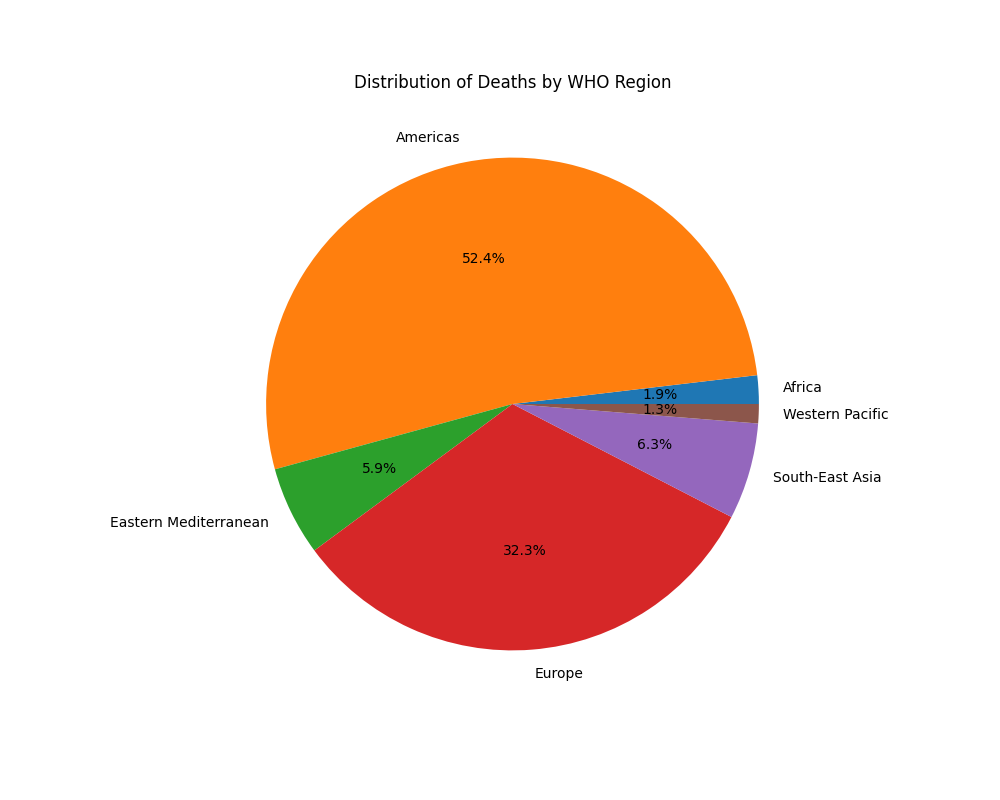 Distribution of Deaths by WHO Region
Americas
52.4%
Africa
1.9%
1.3%
Western Pacific
6.3%
South-East Asia
5.9%
Eastern Mediterranean
32.3%
Europe